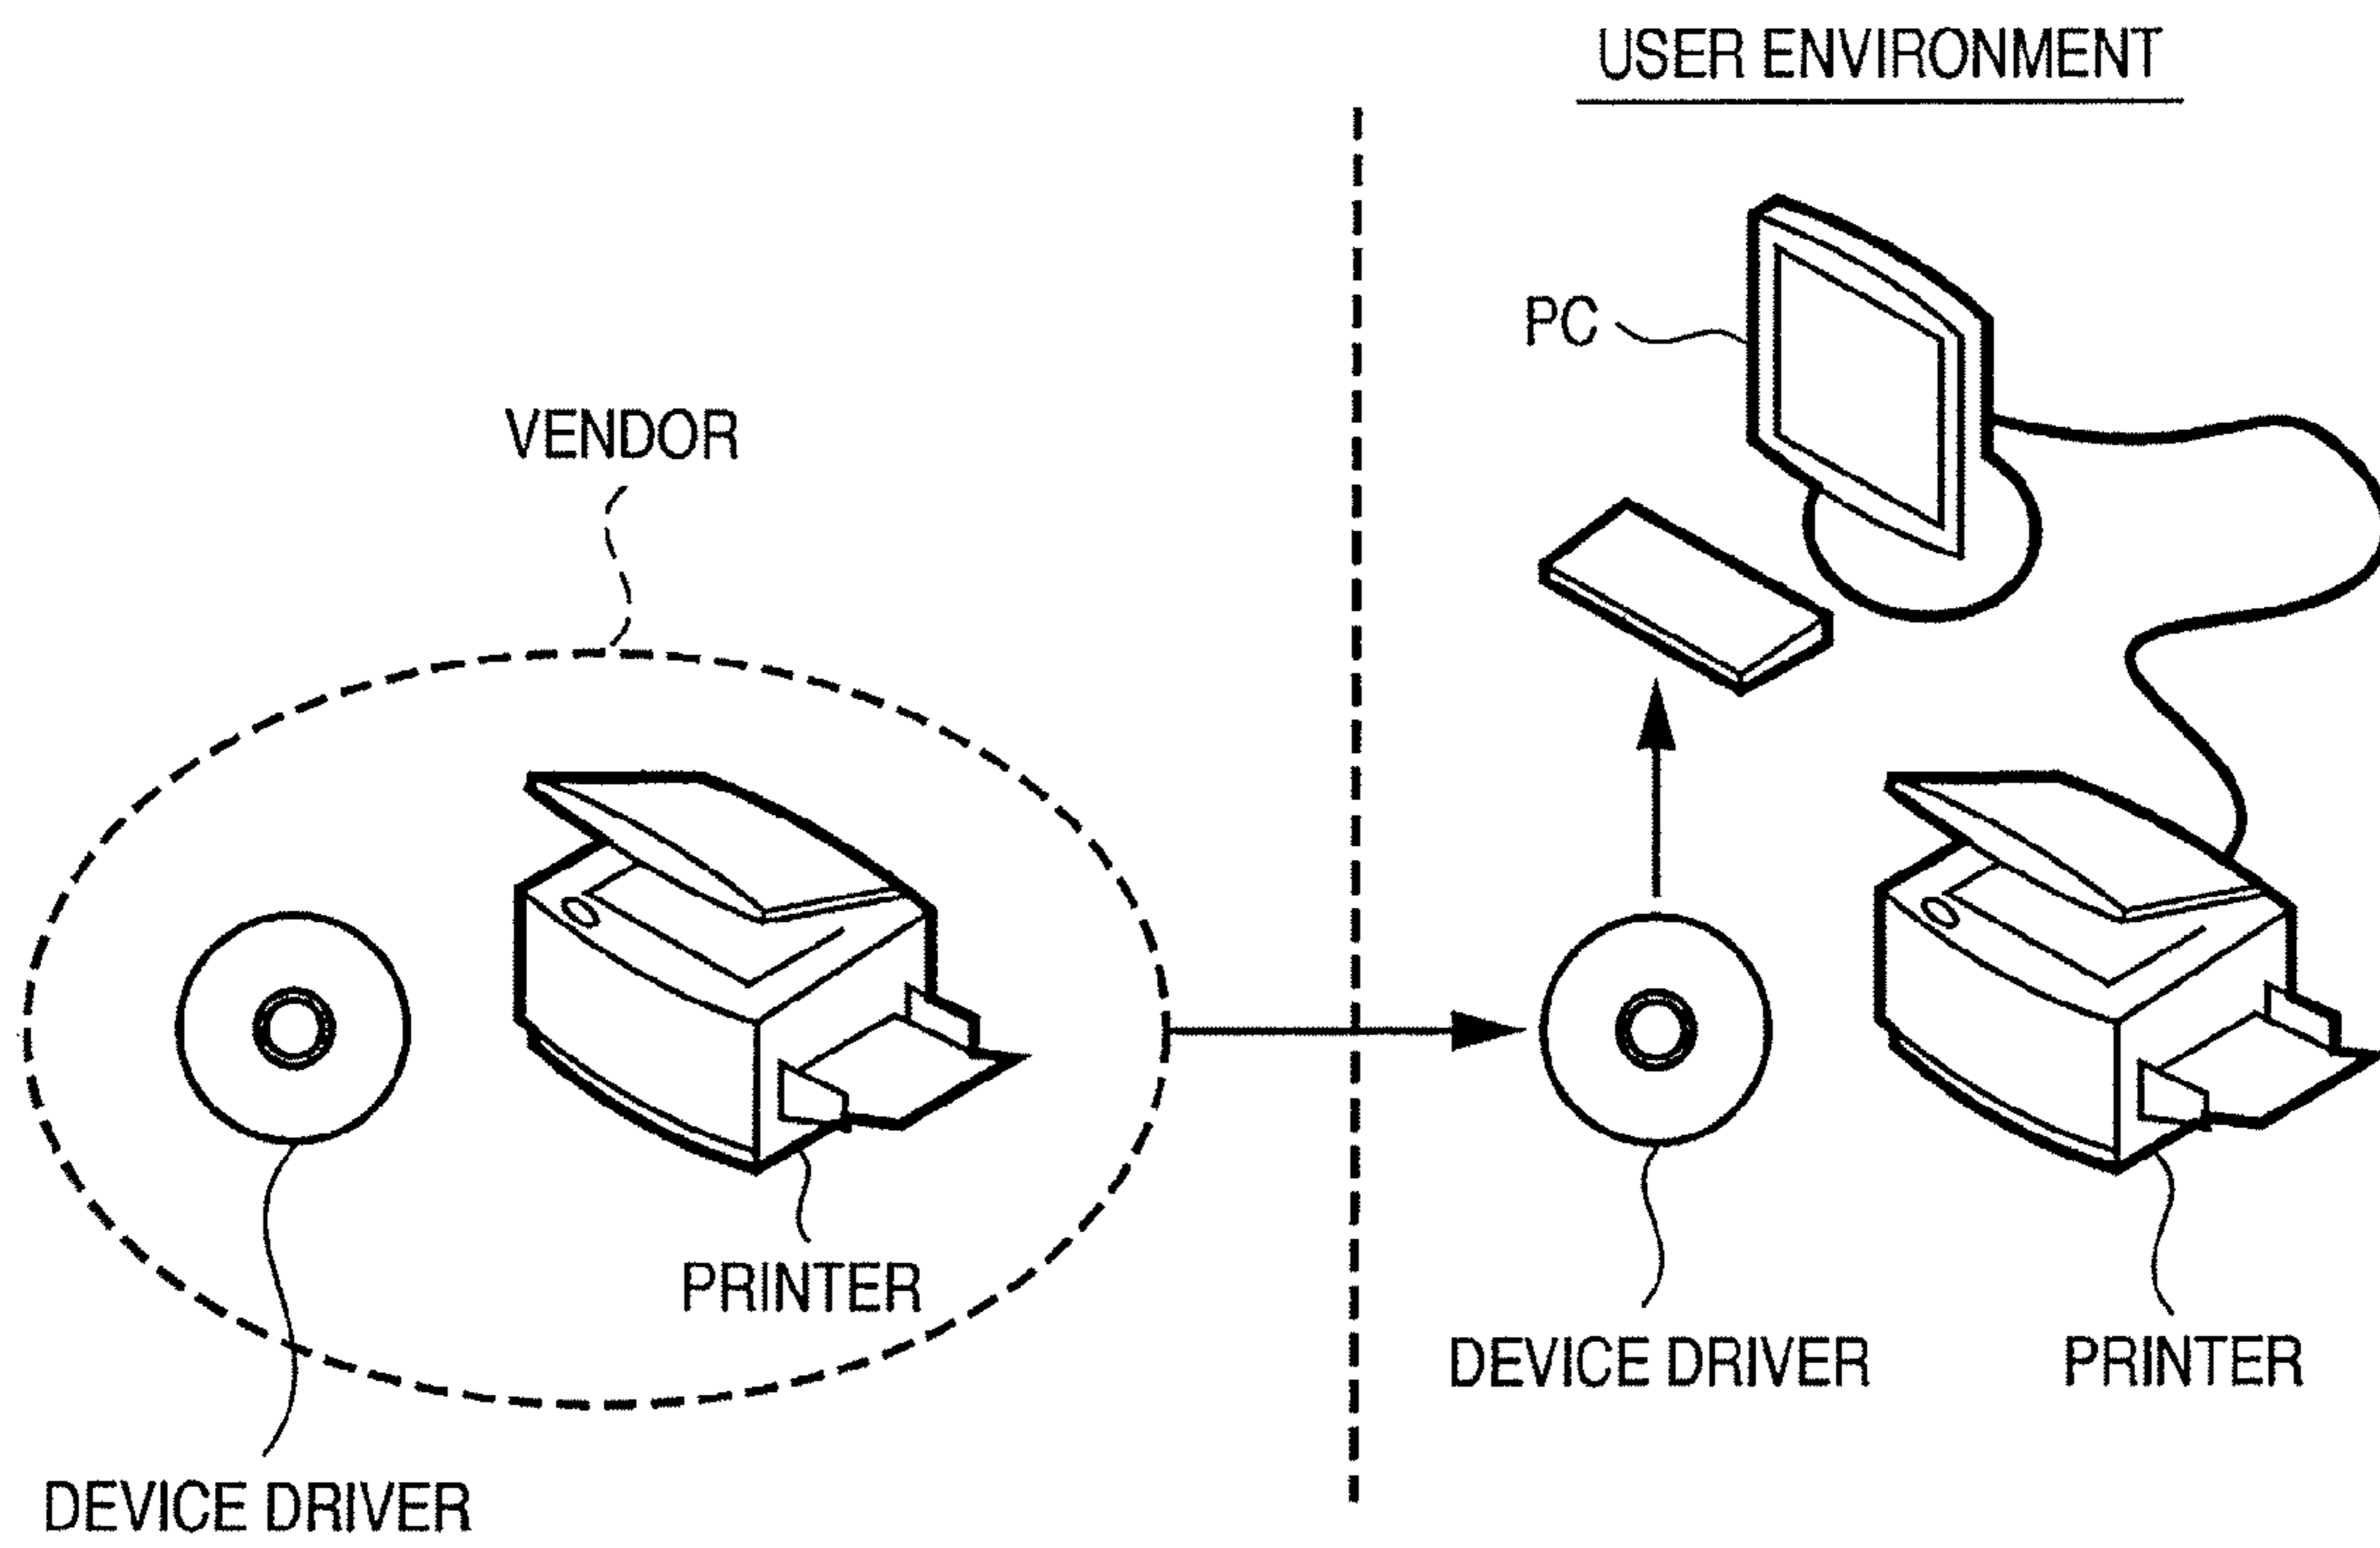 USER ENVIRONMENT
PC
VENDOR
PRINTER
DEVICE DRIVER
PRINTER
DEVICE DRIVER